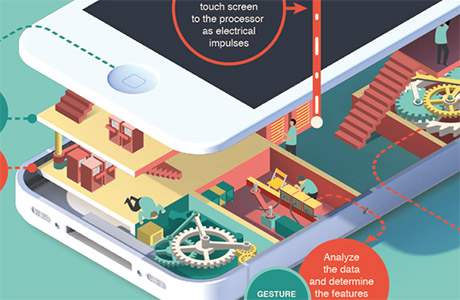 touch screen
to the processor
as electrical
impulses
Analyze
the data
and determine
the features
GESTURE